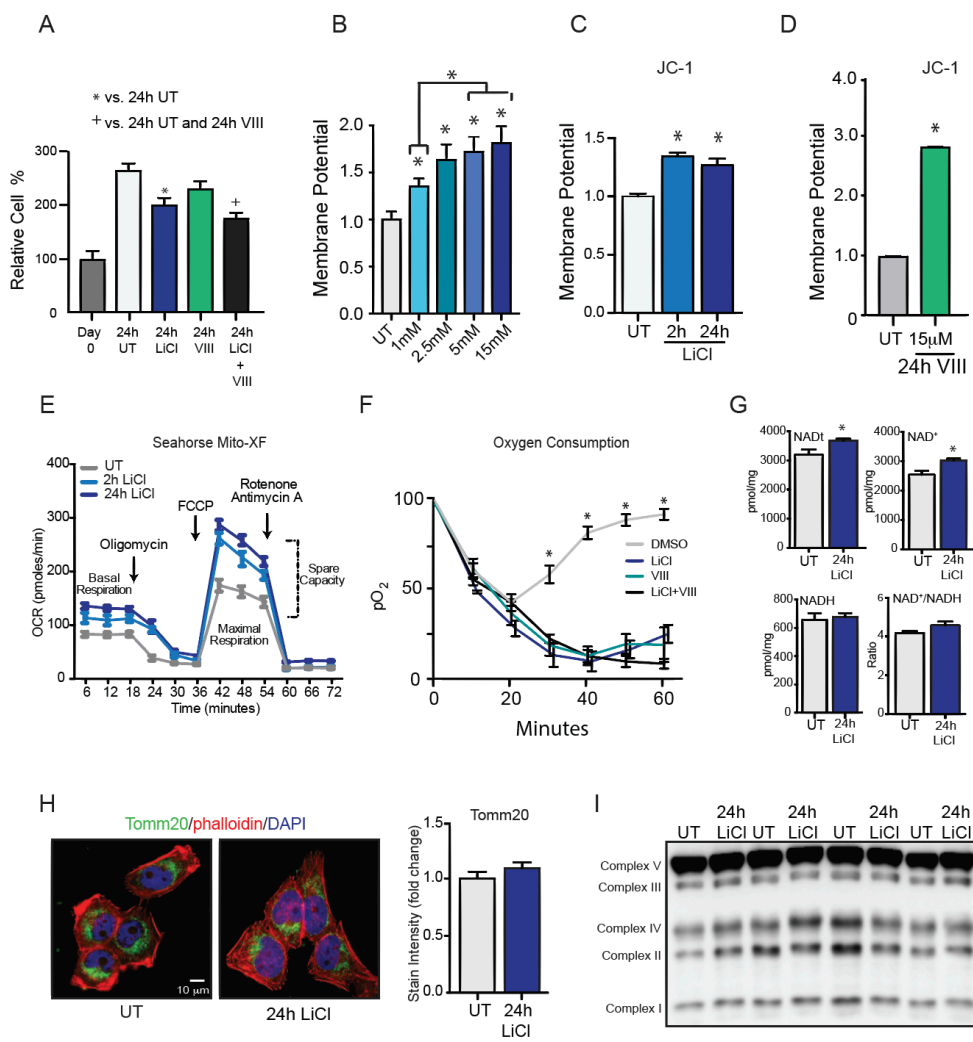 A
* vs. 24h UT
+ vs. 24h UT and 24h VIII
Relative Cell %
300
250
200
100
0
*
+
Day 0
24h UT
24h LiCl
24h VIII
24h LiCl + VIII
B
Membrane Potential
2.0
1.5
1.0
0.5
0.0
*
*
*
*
*
UT
1mM
2.5mM
5mM
15mM
C
JC-1
Membrane Potential
1.5
1.0
0.5
0.0
*
*
UT
2h
24h
LiCl
D
JC-1
Membrane Potential
4.0
3.0
2.0
1.0
0
*
UT
15µM
24h VIII
E
Seahorse Mito-XF
OCR (pmoles/min)
400
300
200
100
0
UT
2h LiCl
24h LiCl
Basal Respiration
Oligomycin
FCCP
Rotenone
Antimycin A
Maximal Respiration
Spare Capacity
6 12 18 24 30 36 42 48 54 60 66 72
Time (minutes)
F
Oxygen Consumption
pO2
100
50
0
*
*
*
*
DMSO
LiCl
VIII
LiCl+VIII
0 20 40 60
Minutes
G
NADt
pmol/mg
4000
3000
2000
1000
0
*
UT
24h LiCl
NAD+
pmol/mg
4000
3000
2000
1000
0
*
UT
24h LiCl
NADH
pmol/mg
800
600
400
200
0
UT
24h LiCl
NAD+/NADH
Ratio
6
4
2
0
UT
24h LiCl
H
Tomm20/phalloidin/DAPI
10 µm
UT
24h LiCl
Tomm20
Stain Intensity (fold change)
1.5
1.0
0.5
0.0
UT
24h LiCl
I
UT 24h LiCl UT 24h LiCl UT 24h LiCl UT 24h LiCl
Complex V
Complex III
Complex IV
Complex II
Complex I